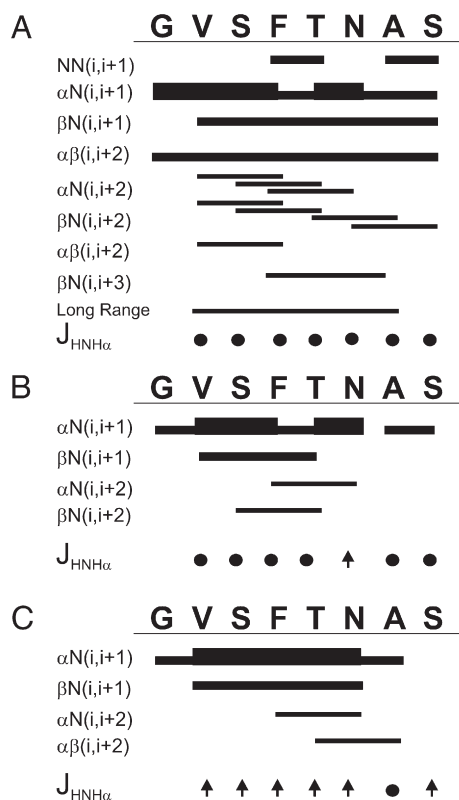 A G V S F T N A S
NN(i,i+1)
αN(i,i+1)
βN(i,i+1)
αβ(i,i+2)
αN(i,i+2)
βN(i,i+2)
αβ(i,i+2)
βN(i,i+3)
Long Range
JHNHα
B G V S F T N A S
αN(i,i+1)
βN(i,i+1)
αN(i,i+2)
βN(i,i+2)
JHNHα
C G V S F T N A S
αN(i,i+1)
βN(i,i+1)
αN(i,i+2)
αβ(i,i+2)
JHNHα